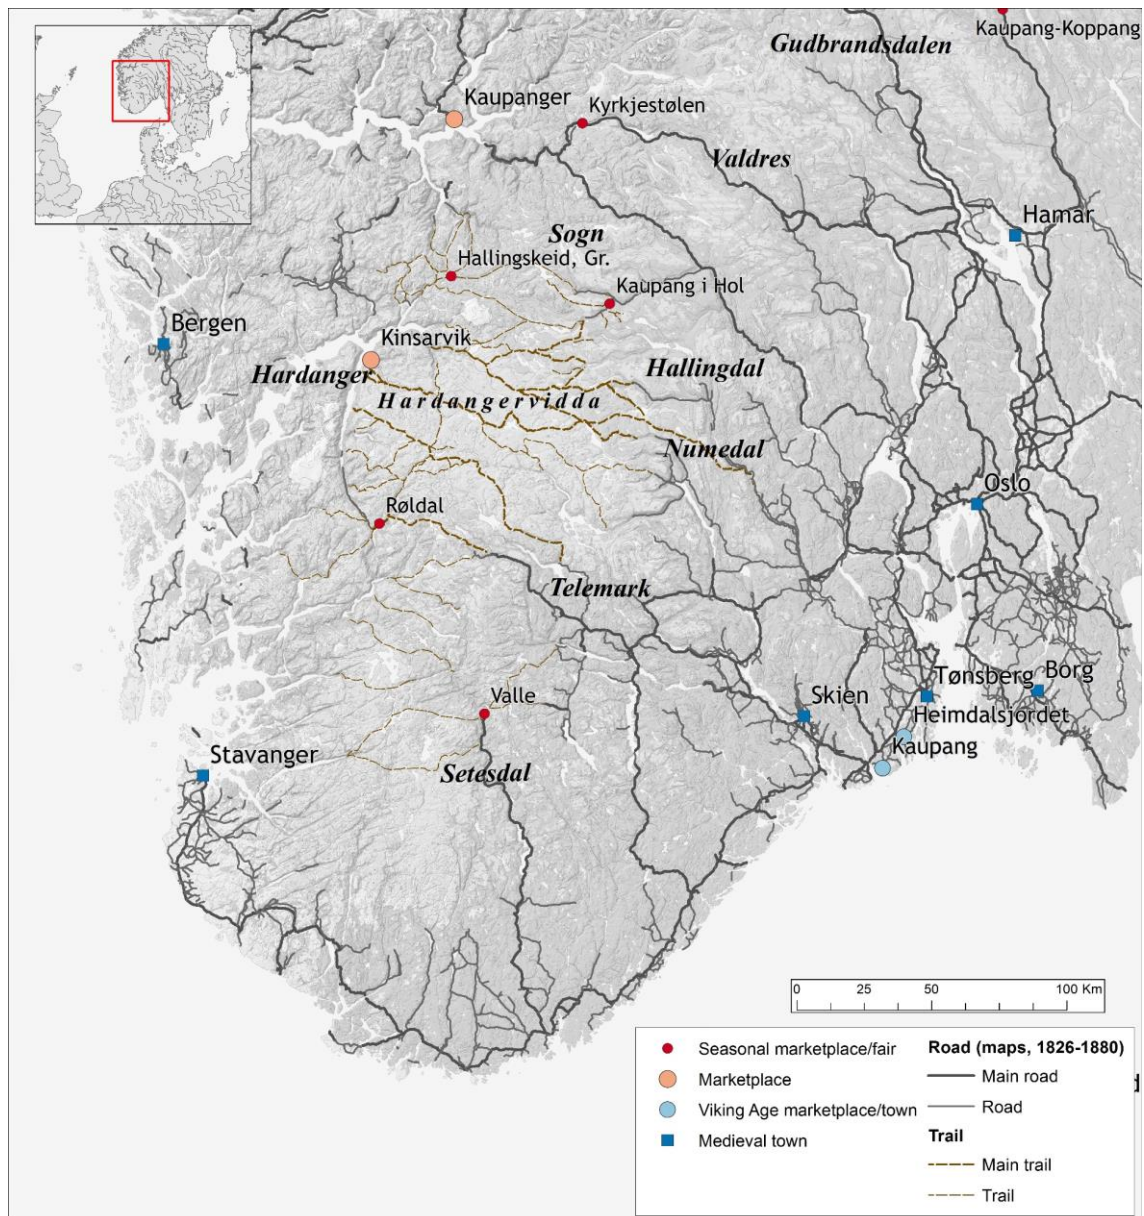 Gudbrandsdalen
Kaupang-Koppang
Kaupanger
Kyrkjestølen
Valdres
Hamar
Sogn
Hallingskeid, Gr.
Kaupang i Hol
Bergen
Kinsarvik
Hardanger
Hallingdal
Hardangervidda
Numedal
Oslo
Røldal
Telemark
Valle
Skien
Tønsberg
Borg
Heimdalsjordet
Kaupang
Stavanger
Setesdal
0 25 50 100 Km
Seasonal marketplace/fair
Marketplace
Viking Age marketplace/town
Medieval town
Road (maps, 1826-1880)
Main road
Road
Trail
Main trail
Trail
d